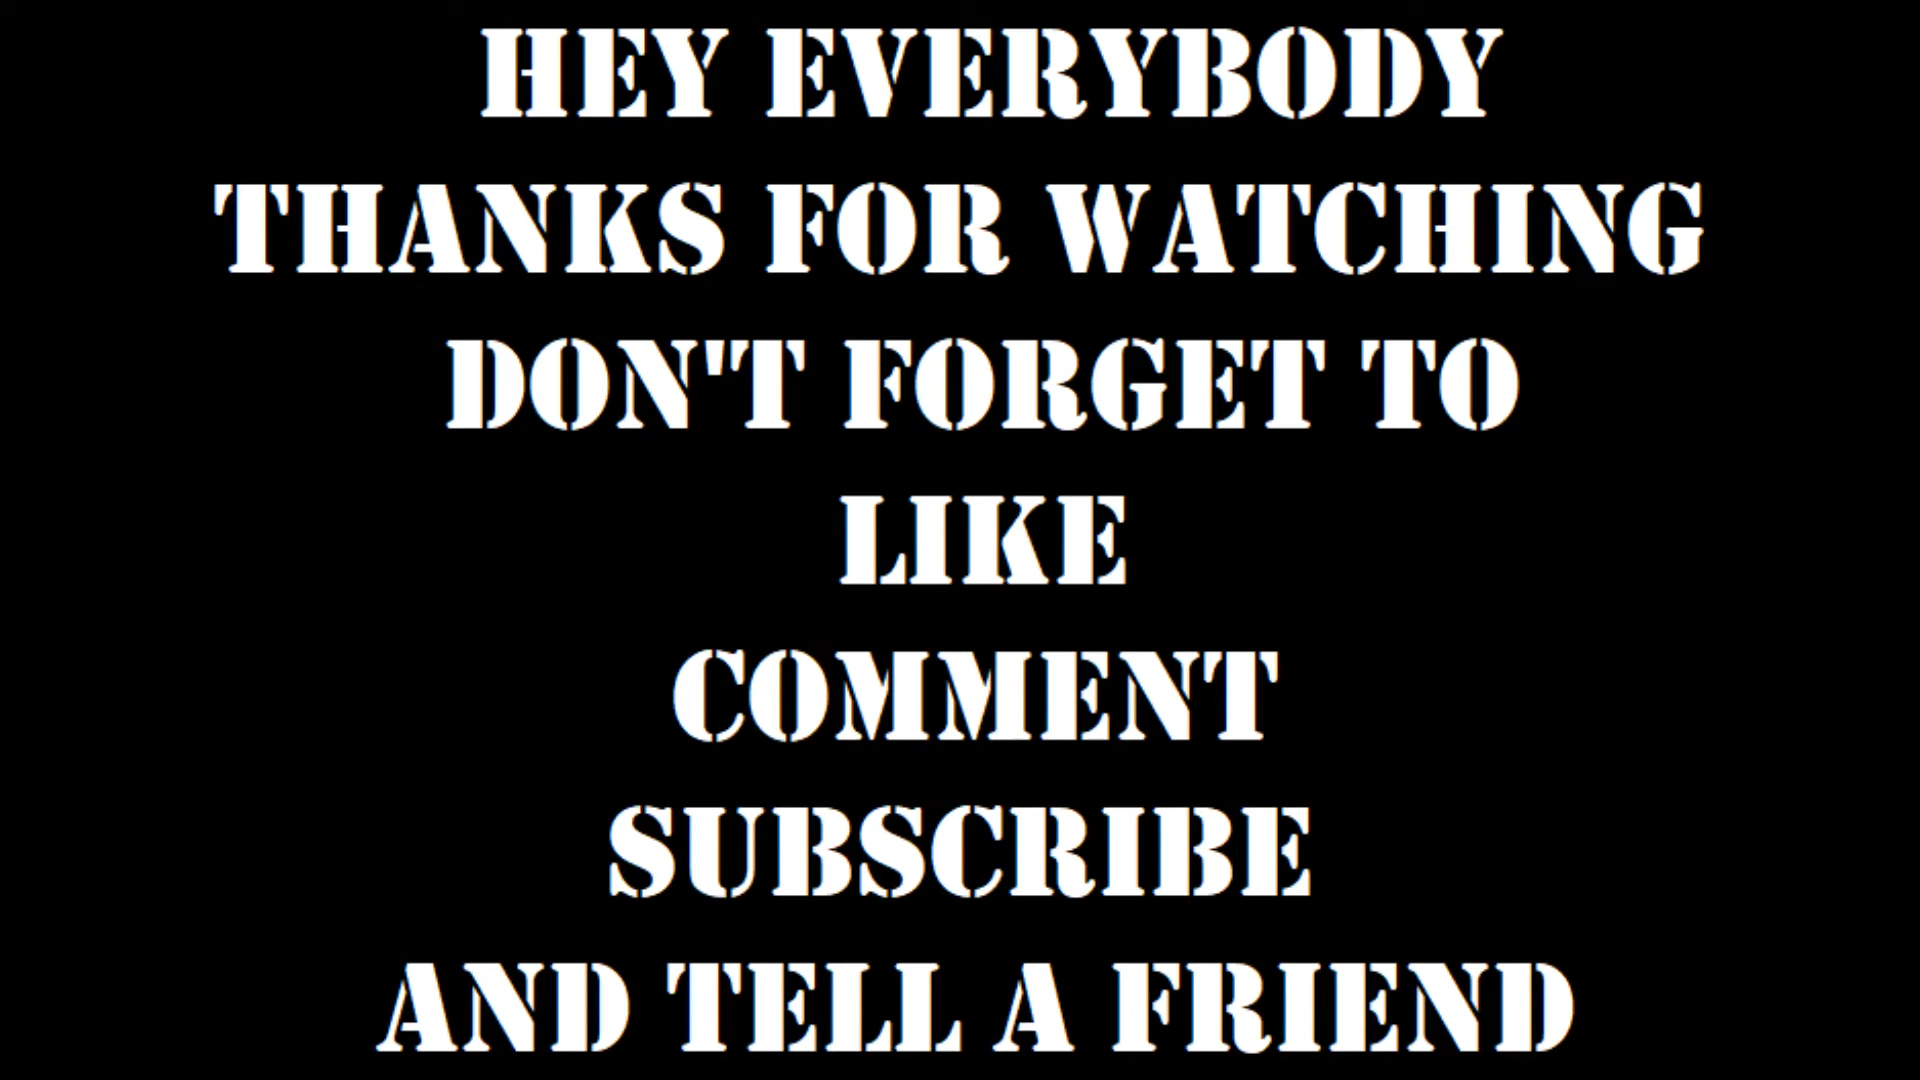 HEY EVERYBODY
THANKS FOR WATCHING
DON'T FORGET TO
LIKE
COMMENT
SUBSCRIBE
AND TELL A FRIEND